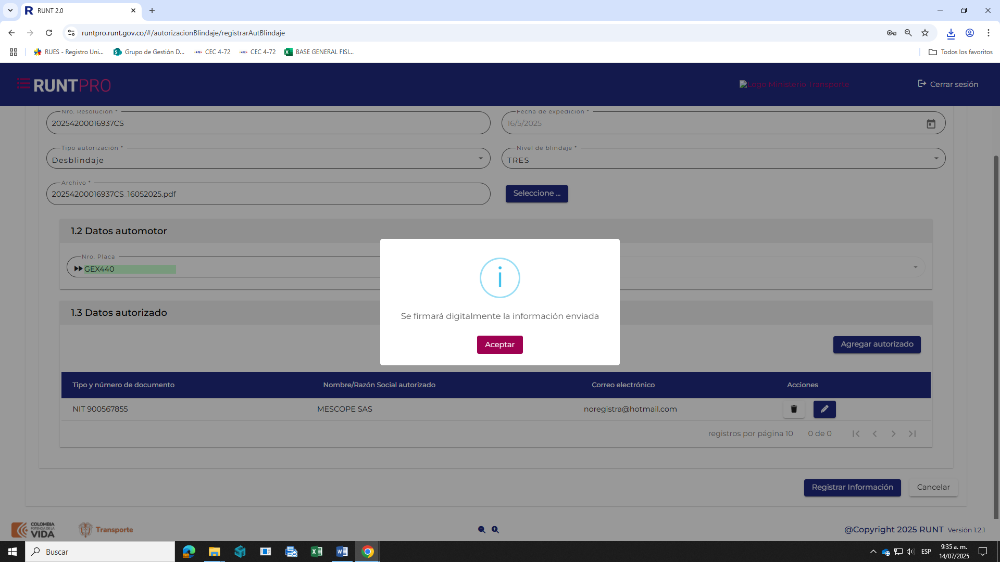 RUNT 2.0
runtpro.runt.gov.co/#/autorizacionBlindaje/registrarAutBlindaje
RUES - Registro Uni...
Grupo de Gestión D...
CEC 4-72
CEC 4-72
BASE GENERAL FISI...
Todos los favoritos
RUNTPRO
Logo Ministerio Transporte
Cerrar sesión
Nro. Resolución *
20254200016937CS
Fecha de expedición *
16/5/2025
Tipo autorización *
Desblindaje
Nivel de blindaje *
TRES
Archivo *
20254200016937CS_16052025.pdf
Seleccione ...
1.2 Datos automotor
Nro. Placa
GEX440
Se firmará digitalmente la información enviada
Aceptar
1.3 Datos autorizado
Agregar autorizado
Tipo y número de documento
Nombre/Razón Social autorizado
Correo electrónico
Acciones
NIT 900567855
MESCOPE SAS
noregistra@hotmail.com
registros por página 10
0 de 0
Registrar Información
Cancelar
COLOMBIA
POTENCIA DE LA
VIDA
Transporte
@Copyright 2025 RUNT
Versión 1.2.1
Buscar
ESP
9:35 a. m.
14/07/2025